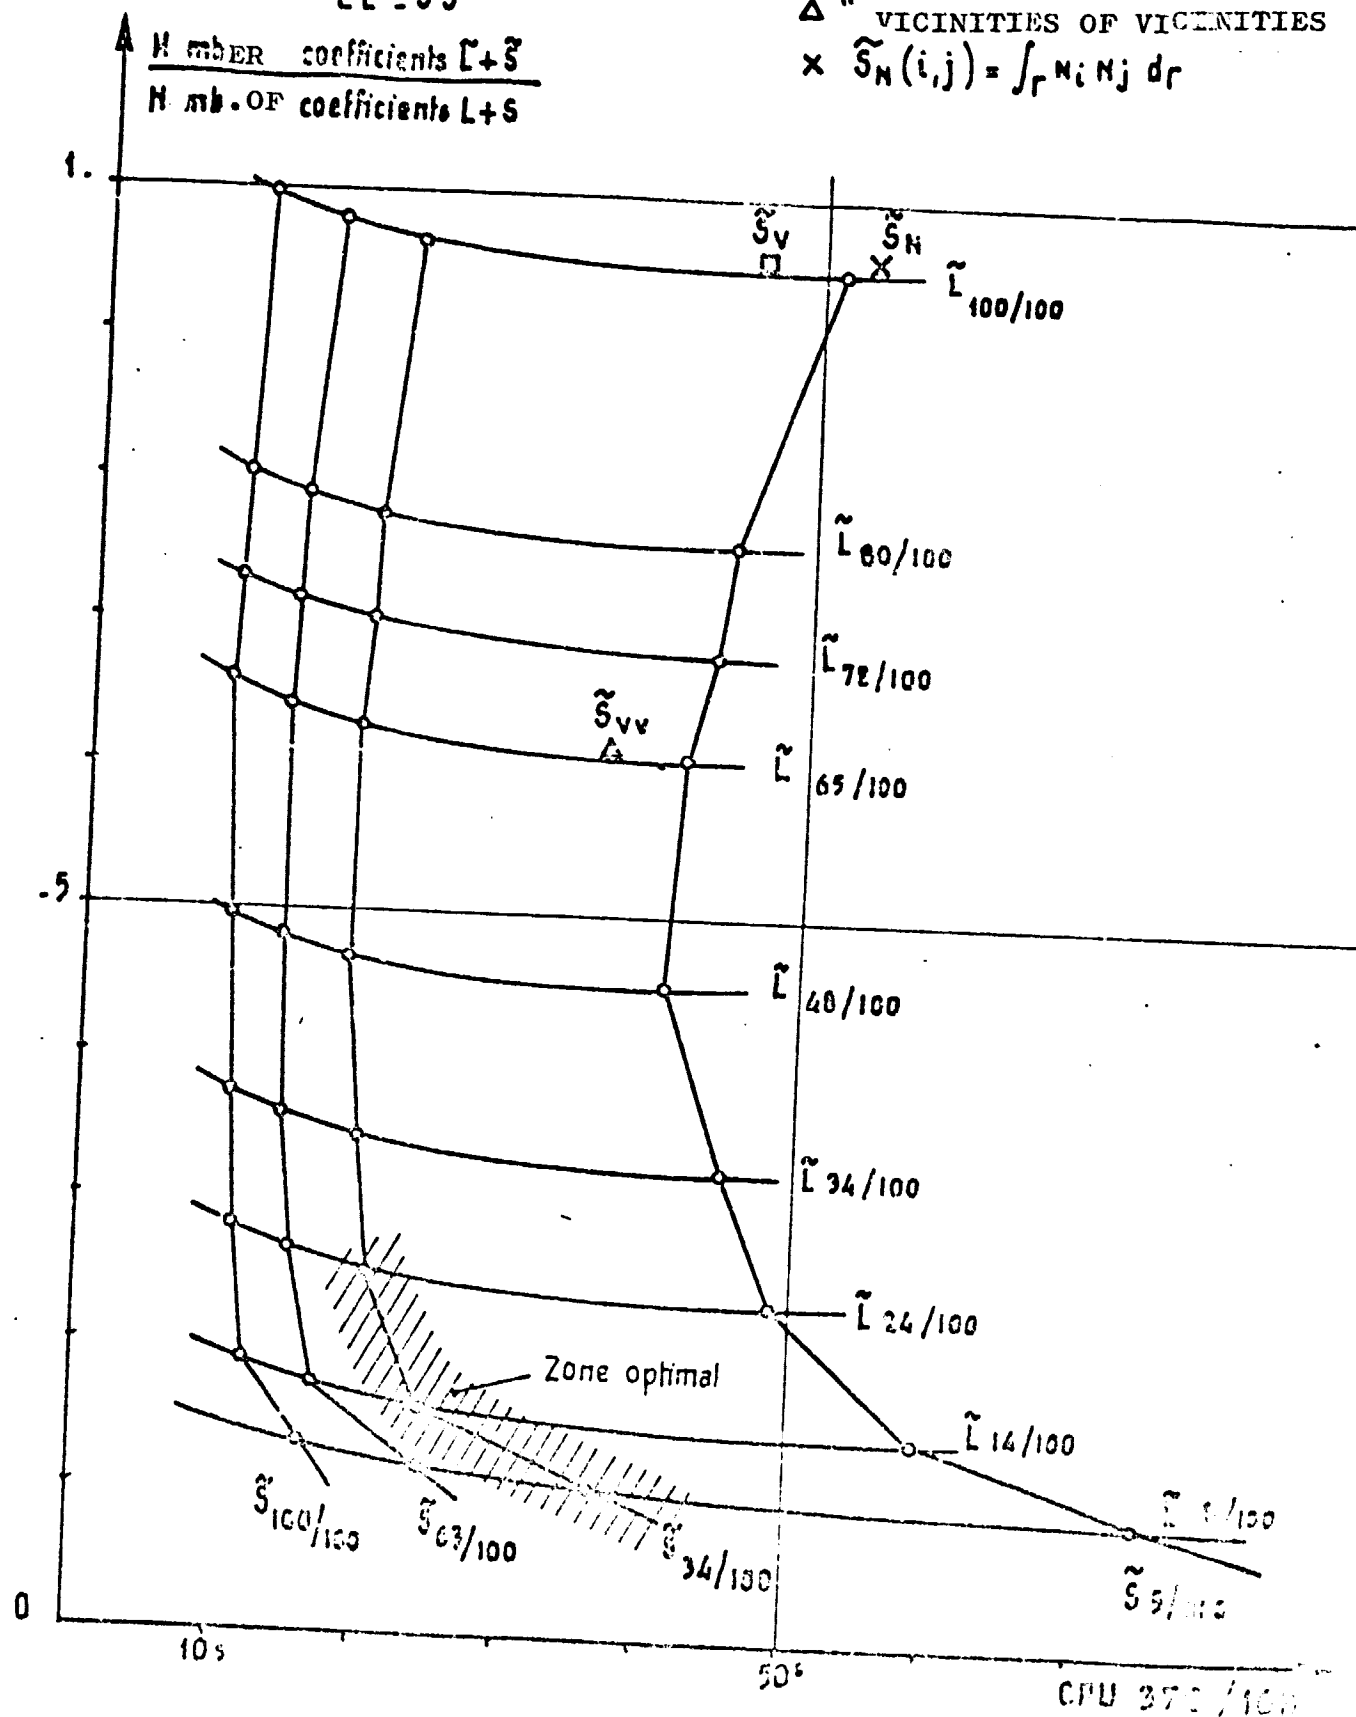 △ " VICINITIES OF VICINITIES
× S̃N(i,j) = ∫Γ Ni Nj dΓ
N mbER coefficients L̃+S̃
N mb. OF coefficients L+S
1.
S̃V
S̃N
L̃ 100/100
L̃ 80/100
L̃ 72/100
S̃VV
L̃ 65/100
.5
L̃ 48/100
L̃ 34/100
L̃ 24/100
Zone optimal
L̃ 14/100
S̃ 100/100
S̃ 63/100
S̃ 34/100
/100
S̃ 9/
0
10s
50s
CPU